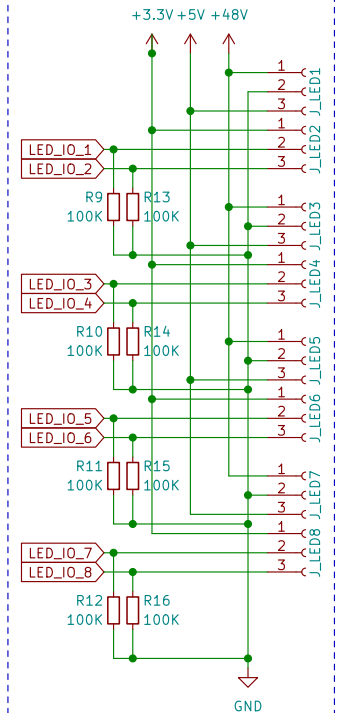 +3.3V +5V +48V
1
2
3
J_LED1
1
2
3
J_LED2
LED_IO_1
LED_IO_2
R9
100K
R13
100K
1
2
3
J_LED3
1
2
3
J_LED4
LED_IO_3
LED_IO_4
R10
100K
R14
100K
1
2
3
J_LED5
1
2
3
J_LED6
LED_IO_5
LED_IO_6
R11
100K
R15
100K
1
2
3
J_LED7
1
2
3
J_LED8
LED_IO_7
LED_IO_8
R12
100K
R16
100K
GND